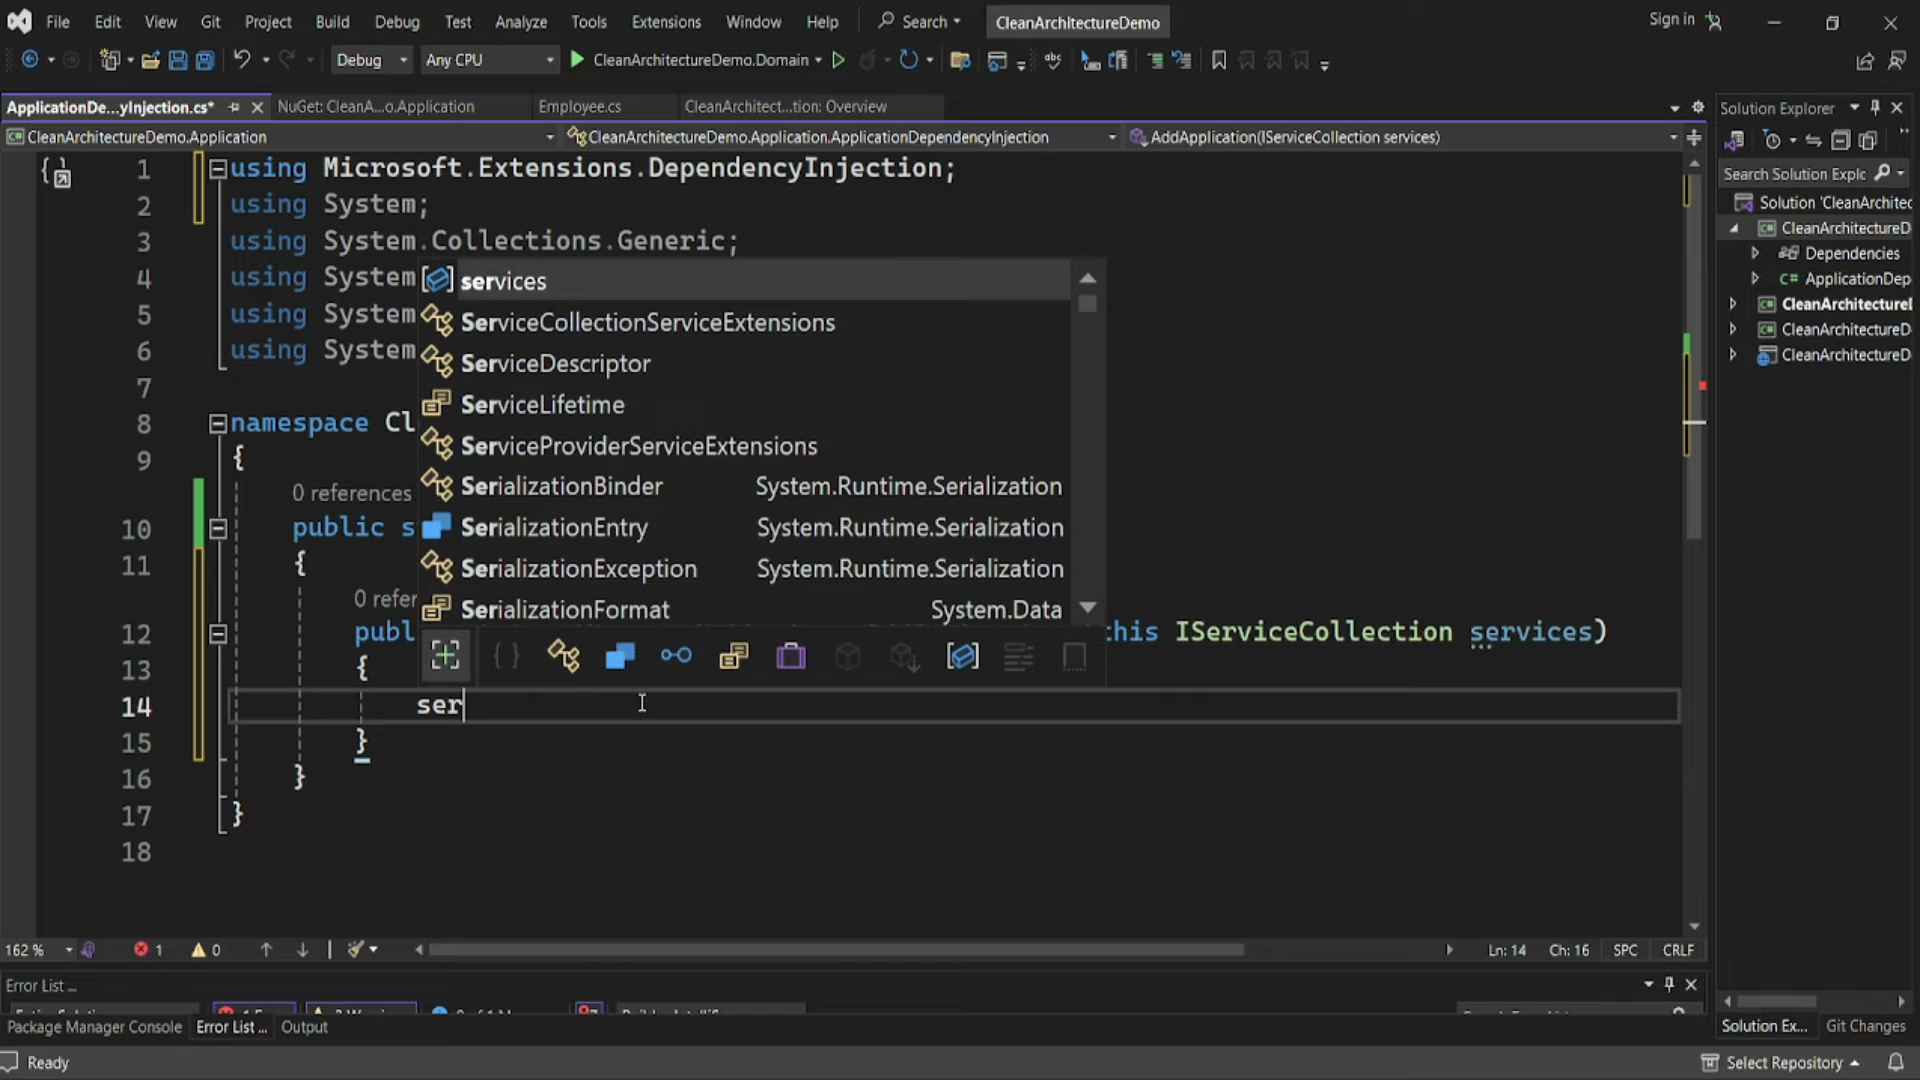 File Edit View Git Project Build Debug Test Analyze Tools Extensions Window Help Search CleanArchitectureDemo Sign in
Debug Any CPU CleanArchitectureDemo.Domain
ApplicationDe...yInjection.cs* NuGet: CleanA...o.Application Employee.cs CleanArchitect...tion: Overview
CleanArchitectureDemo.Application CleanArchitectureDemo.Application.ApplicationDependencyInjection AddApplication(IServiceCollection services)
1 using Microsoft.Extensions.DependencyInjection;
2 using System;
3 using System.Collections.Generic;
4 using System
5 using System
6 using System
7
8 namespace Cl
9 {
0 references
10 public s
11 {
0 refer
12 publ this IServiceCollection services)
13 {
14 ser
15 }
16 }
17 }
18
services
ServiceCollectionServiceExtensions
ServiceDescriptor
ServiceLifetime
ServiceProviderServiceExtensions
SerializationBinder System.Runtime.Serialization
SerializationEntry System.Runtime.Serialization
SerializationException System.Runtime.Serialization
SerializationFormat System.Data
Solution Explorer
Search Solution Explc
Solution 'CleanArchitec
CleanArchitectureD
Dependencies
C# ApplicationDep
CleanArchitectureD
CleanArchitectureD
CleanArchitectureD
162 % 1 0 Ln: 14 Ch: 16 SPC CRLF
Error List ...
Package Manager Console Error List ... Output
Solution Ex... Git Changes
Ready Select Repository